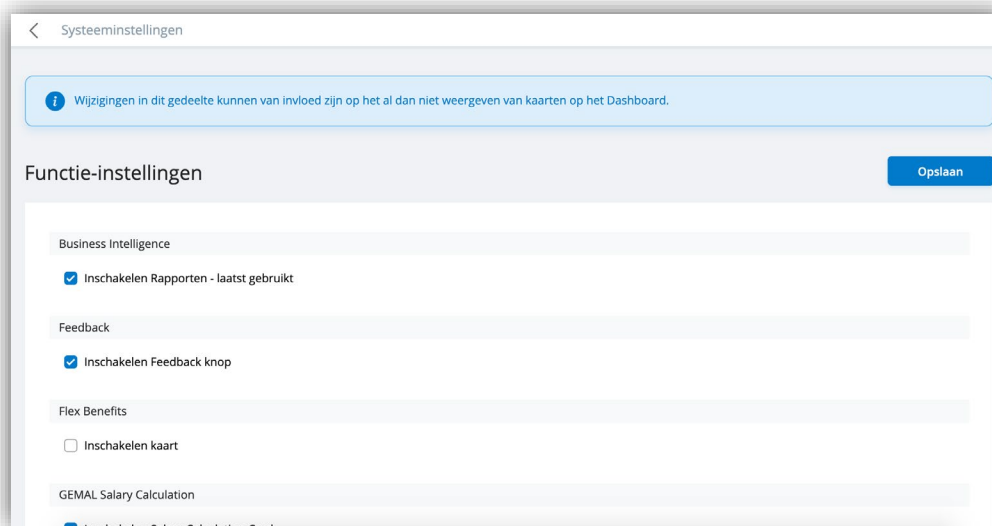 Systeeminstellingen
Wijzigingen in dit gedeelte kunnen van invloed zijn op het al dan niet weergeven van kaarten op het Dashboard.
Functie-instellingen
Opslaan
Business Intelligence
Inschakelen Rapporten - laatst gebruikt
Feedback
Inschakelen Feedback knop
Flex Benefits
Inschakelen kaart
GEMAL Salary Calculation